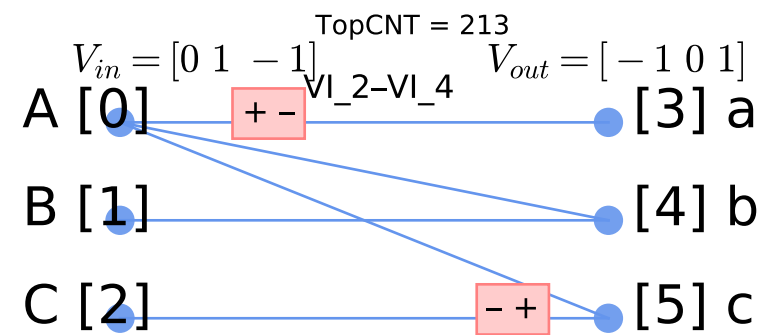 TopCNT = 213
V_in = [0 1 − 1] V_out = [− 1 0 1]
VI_2–VI_4
A [0] + – [3] a
B [1] [4] b
C [2] – + [5] c